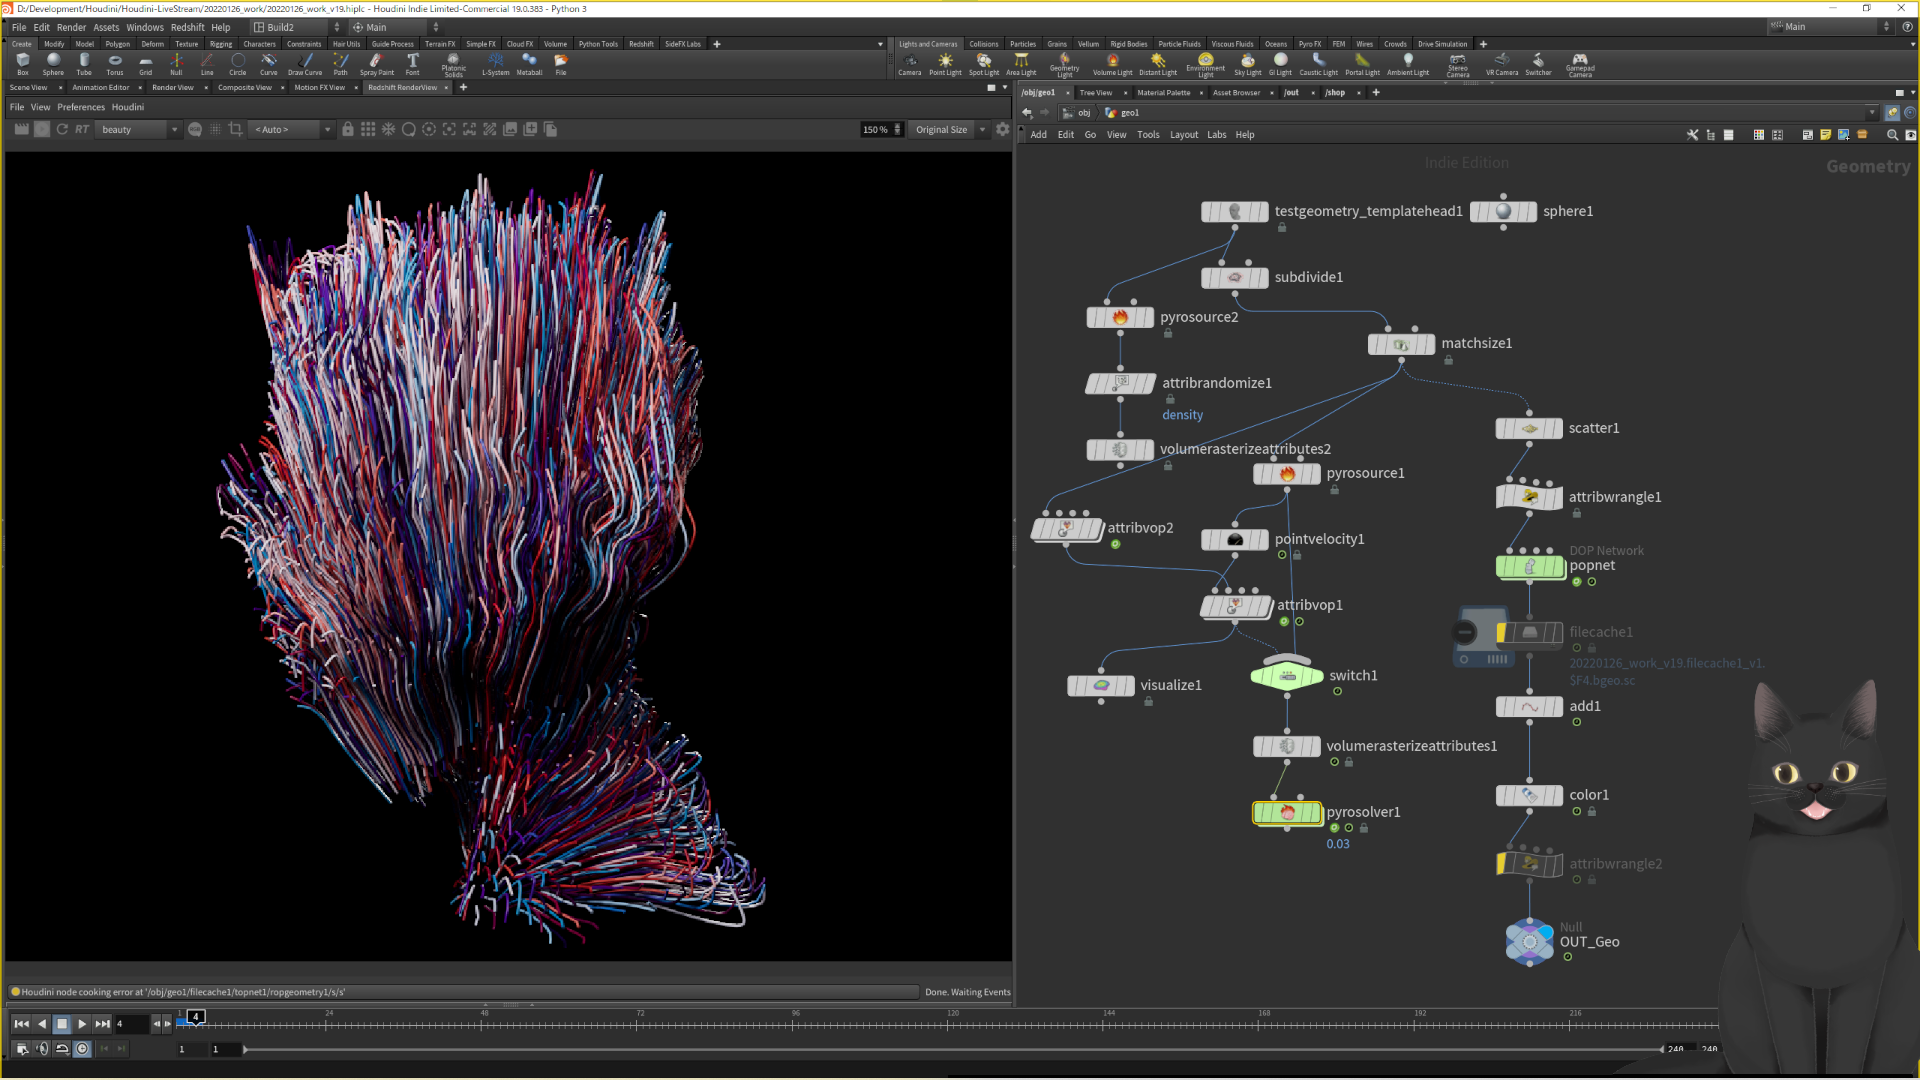 D:/Development/Houdini/Houdini-LiveStream/20220126_work/20220126_work_v19.hiplc - Houdini Indie Limited-Commercial 19.0.383 - Python 3
File Edit Render Assets Windows Redshift Help Build2 Main Main
Create Modify Model Polygon Deform Texture Rigging Characters Constraints Hair Utils Guide Process Terrain FX Simple FX Cloud FX Volume Python Tools Redshift SideFX Labs
Box Sphere Tube Torus Grid Null Line Circle Curve Draw Curve Path Spray Paint Font Platonic Solids L-System Metaball File
Lights and Cameras Collisions Particles Grains Vellum Rigid Bodies Particle Fluids Viscous Fluids Oceans Pyro FX FEM Wires Crowds Drive Simulation
Camera Point Light Spot Light Area Light Geometry Light Volume Light Distant Light Environment Light Sky Light GI Light Caustic Light Portal Light Ambient Light Stereo Camera VR Camera Switcher Gamepad Camera
Scene View Animation Editor Render View Composite View Motion FX View Redshift RenderView
/obj/geo1 Tree View Material Palette Asset Browser /out /shop
File View Preferences Houdini
obj geo1
RT beauty < Auto > 150 % Original Size
Add Edit Go View Tools Layout Labs Help
Indie Edition
Geometry
testgeometry_templatehead1
sphere1
subdivide1
pyrosource2
matchsize1
attribrandomize1
density
scatter1
volumerasterizeattributes2
pyrosource1
attribwrangle1
attribvop2
pointvelocity1
DOP Network
popnet
attribvop1
filecache1
20220126_work_v19.filecache1_v1.
$F4.bgeo.sc
switch1
visualize1
add1
volumerasterizeattributes1
color1
pyrosolver1
0.03
attribwrangle2
Null
OUT_Geo
Houdini node cooking error at '/obj/geo1/filecache1/topnet1/ropgeometry1/s/s'
Done. Waiting Events
4
1 4 24 48 72 96 120 144 168 192 216
1 1 240 240